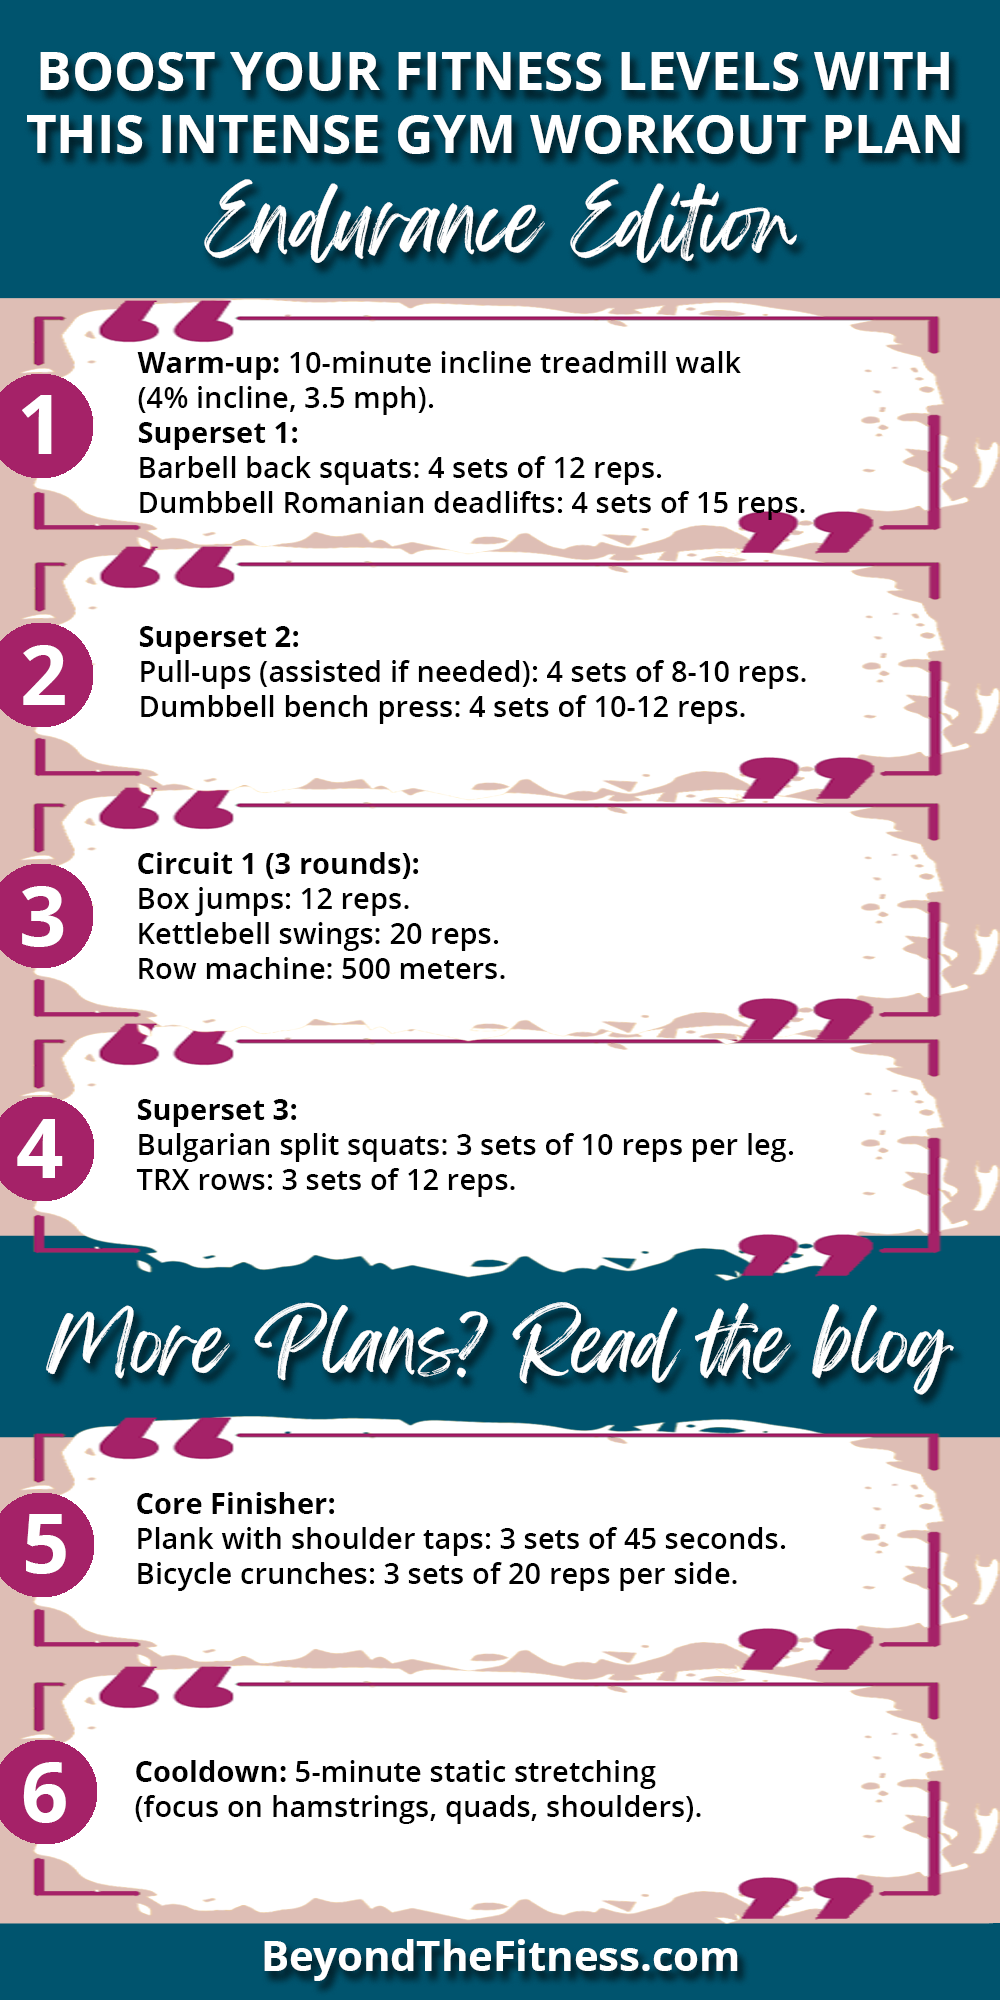 BOOST YOUR FITNESS LEVELS WITH
THIS INTENSE GYM WORKOUT PLAN
Endurance Edition
1
Warm-up: 10-minute incline treadmill walk
(4% incline, 3.5 mph).
Superset 1:
Barbell back squats: 4 sets of 12 reps.
Dumbbell Romanian deadlifts: 4 sets of 15 reps.
2
Superset 2:
Pull-ups (assisted if needed): 4 sets of 8-10 reps.
Dumbbell bench press: 4 sets of 10-12 reps.
3
Circuit 1 (3 rounds):
Box jumps: 12 reps.
Kettlebell swings: 20 reps.
Row machine: 500 meters.
4
Superset 3:
Bulgarian split squats: 3 sets of 10 reps per leg.
TRX rows: 3 sets of 12 reps.
More Plans? Read the blog
5
Core Finisher:
Plank with shoulder taps: 3 sets of 45 seconds.
Bicycle crunches: 3 sets of 20 reps per side.
6
Cooldown: 5-minute static stretching
(focus on hamstrings, quads, shoulders).
BeyondTheFitness.com